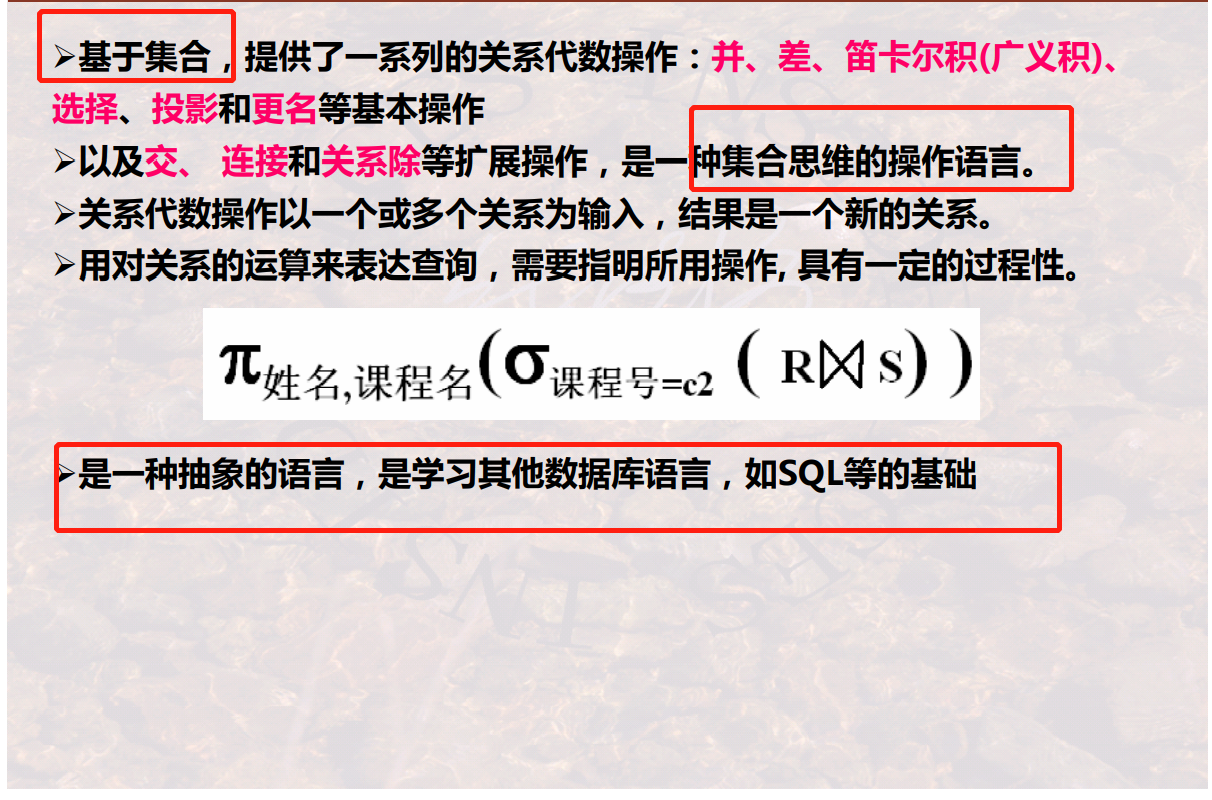 ➢基于集合，提供了一系列的关系代数操作：并、差、笛卡尔积(广义积)、
选择、投影和更名等基本操作
➢以及交、 连接和关系除等扩展操作，是一种集合思维的操作语言。
➢关系代数操作以一个或多个关系为输入，结果是一个新的关系。
➢用对关系的运算来表达查询，需要指明所用操作, 具有一定的过程性。
π姓名,课程名(σ课程号=c2 ( R⋈S) )
➢是一种抽象的语言，是学习其他数据库语言，如SQL等的基础